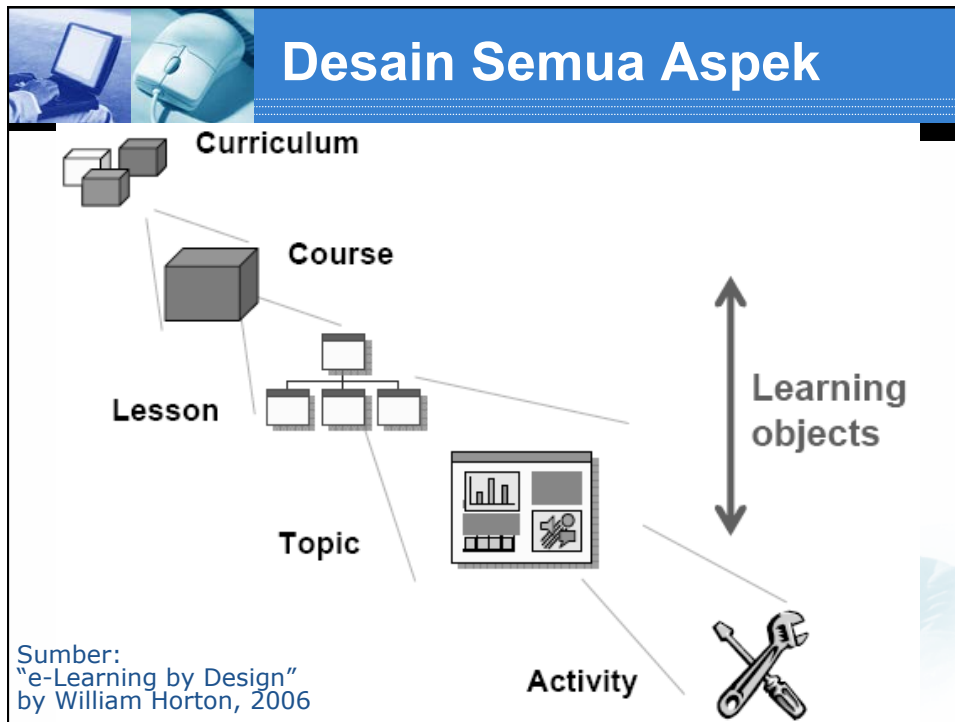 Desain Semua Aspek
Curriculum
Course
Lesson
Learning
objects
Topic
Activity
Sumber:
“e-Learning by Design”
by William Horton, 2006